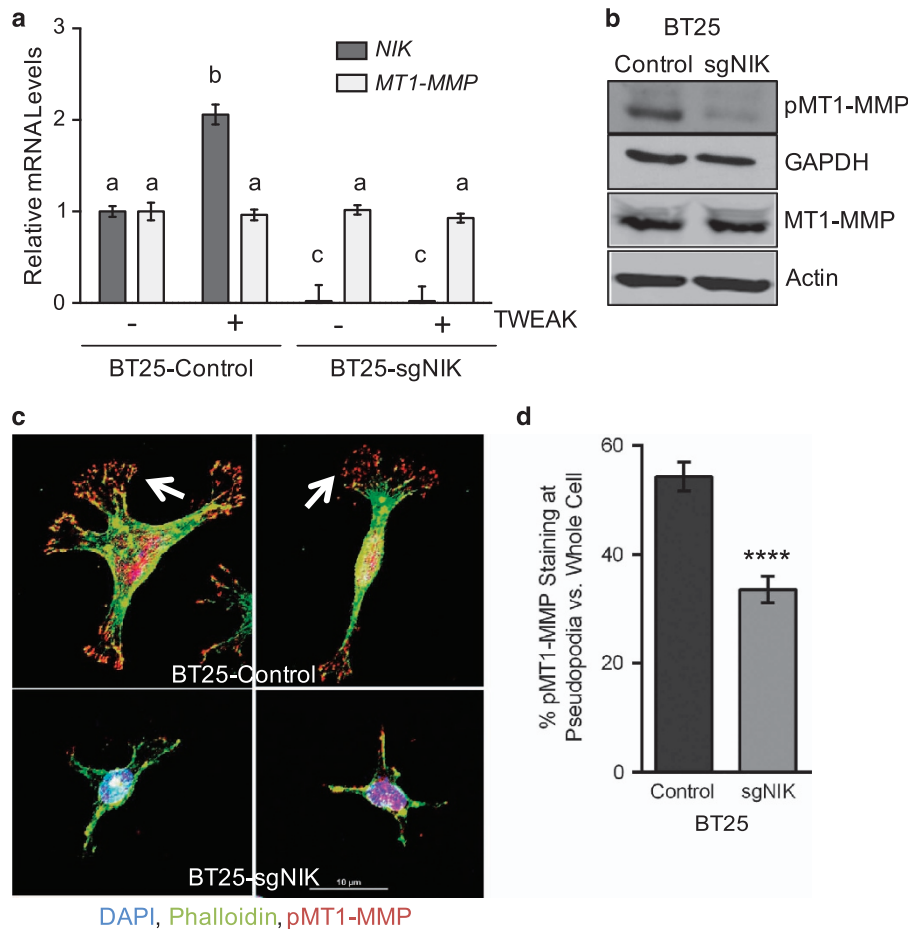 a
3
2
1
0
Relative mRNALevels
NIK
MT1-MMP
a
a
b
a
c
a
c
a
-
+
-
+
TWEAK
BT25-Control
BT25-sgNIK
b
BT25
Control
sgNIK
pMT1-MMP
GAPDH
MT1-MMP
Actin
c
BT25-Control
BT25-sgNIK
10 µm
DAPI, Phalloidin, pMT1-MMP
d
60
40
20
0
% pMT1-MMP Staining at
Pseudopodia vs. Whole Cell
****
Control
sgNIK
BT25